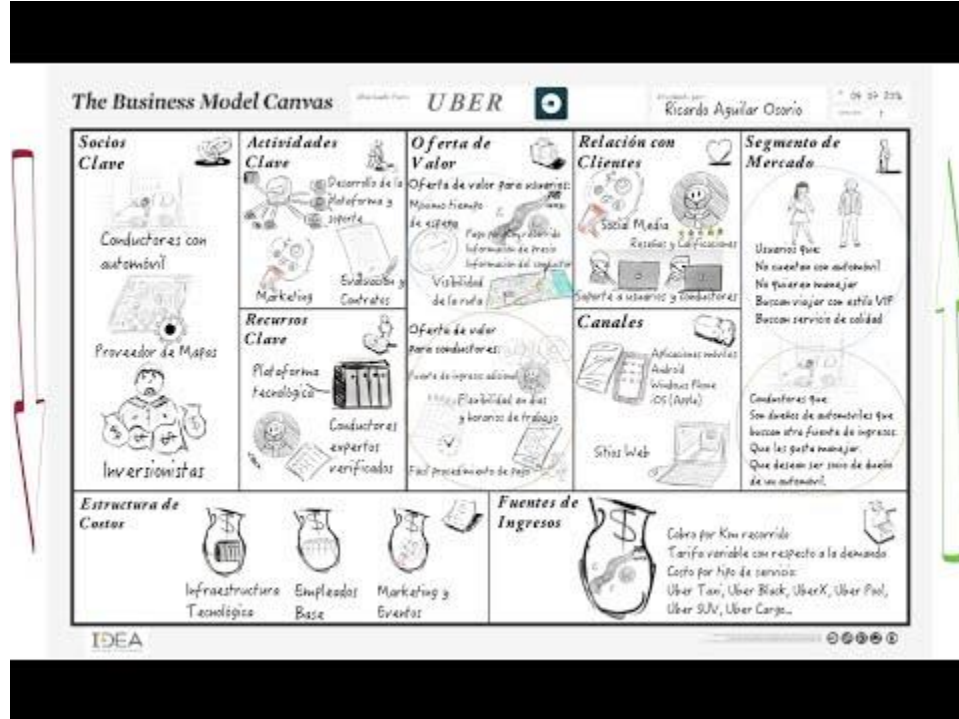 The Business Model Canvas
UBER
Ricardo Aguilar Osorio
Socios
Clave
Conductores con
automóvil
Proveedor de Mapas
Inversionistas
Actividades
Clave
Desarrollo de la
Plataforma y
soporte
Marketing
Evaluación y
Contratos
Recursos
Clave
Plataforma
tecnológica
Conductores
expertos
verificados
Oferta de
Valor
Oferta de valor para usuarios:
Mínimo tiempo
de espera
Información de precio
Información del conductor
Visibilidad
de la ruta
Oferta de valor
para conductores:
Fuente de ingreso adicional
Flexibilidad en días
y horarios de trabajo
Fácil procedimiento de pago
Relación con
Clientes
Social Media
Reseñas y Calificaciones
Soporte a usuarios y conductores
Canales
Aplicaciones móviles
Android
Windows Phone
iOS (Apple)
Sitios Web
Segmento de
Mercado
Usuarios que:
No cuentan con automóvil
No quieren manejar
Buscan viajar con estilo VIP
Buscan servicio de calidad
Conductores que
Son dueños de automóviles que
buscan otra fuente de ingresos.
Que les gusta manejar.
Que desean ser socio de dueño
de un automóvil.
Estructura de
Costos
Infraestructura
Tecnológica
Empleados
Base
Marketing y
Eventos
Fuentes de
Ingresos
Cobro por Km recorrido
Tarifa variable con respecto a la demanda
Costo por tipo de servicio:
Uber Taxi, Uber Black, UberX, Uber Pool,
Uber SUV, Uber Cargo...
IDEA